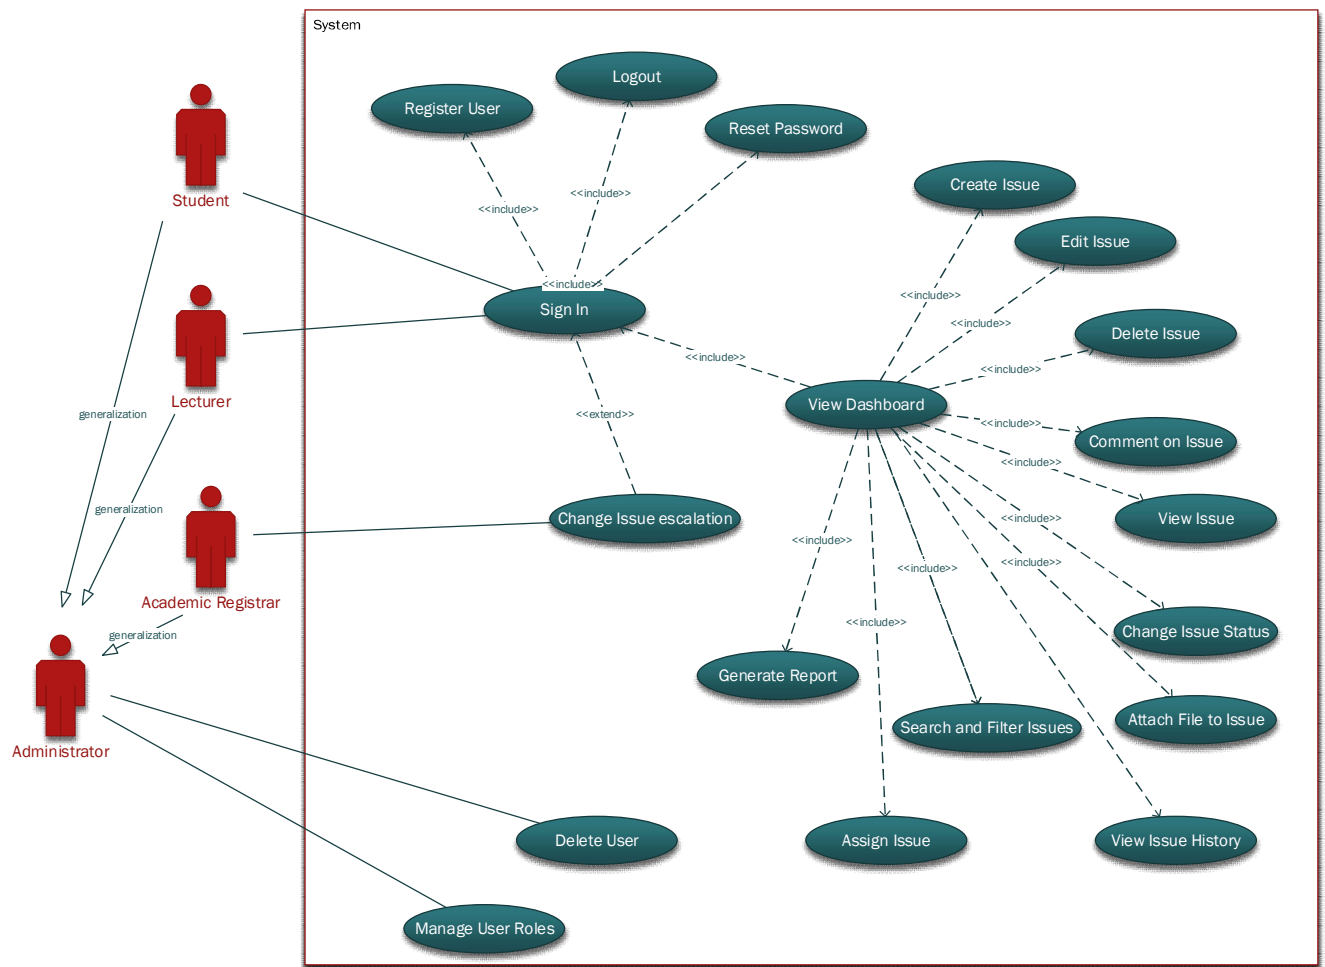 System
Logout
Register User
Reset Password
Create Issue
Student
<<include>>
<<include>>
Edit Issue
<<include>>
<<include>>
Sign In
<<include>>
Delete Issue
<<include>>
<<include>>
Lecturer
View Dashboard
generalization
<<extend>>
<<include>>
Comment on Issue
<<include>>
generalization
Change Issue escalation
<<include>>
View Issue
<<include>>
<<include>>
<<include>>
Academic Registrar
<<include>>
generalization
Change Issue Status
Generate Report
Search and Filter Issues
Attach File to Issue
Administrator
Delete User
Assign Issue
View Issue History
Manage User Roles